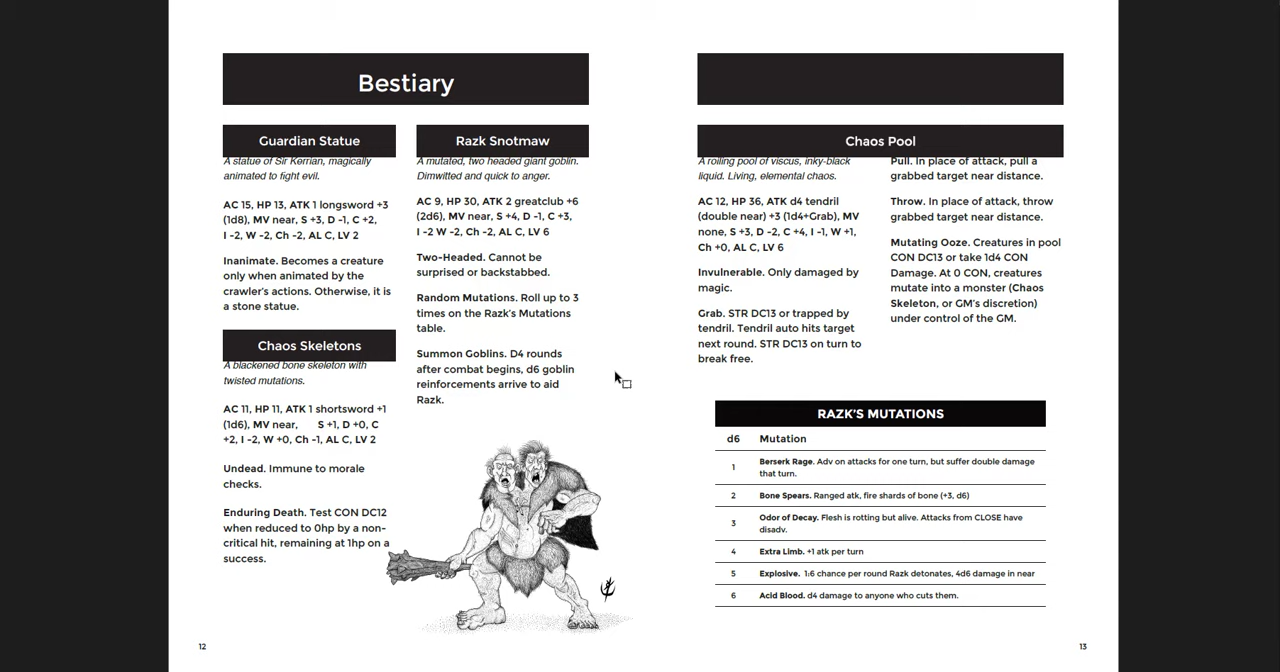 Bestiary
Guardian Statue
A statue of Sir Kerrian, magically
animated to fight evil.
AC 15, HP 13, ATK 1 longsword +3
(1d8), MV near, S +3, D -1, C +2,
I -2, W -2, Ch -2, AL C, LV 2
Inanimate. Becomes a creature
only when animated by the
crawler's actions. Otherwise, it is
a stone statue.
Chaos Skeletons
A blackened bone skeleton with
twisted mutations.
AC 11, HP 11, ATK 1 shortsword +1
(1d6), MV near, S +1, D +0, C
+2, I -2, W +0, Ch -1, AL C, LV 2
Undead. Immune to morale
checks.
Enduring Death. Test CON DC12
when reduced to 0hp by a non-
critical hit, remaining at 1hp on a
success.
Razk Snotmaw
A mutated, two headed giant goblin.
Dimwitted and quick to anger.
AC 9, HP 30, ATK 2 greatclub +6
(2d6), MV near, S +4, D -1, C +3,
I -2 W -2, Ch -2, AL C, LV 6
Two-Headed. Cannot be
surprised or backstabbed.
Random Mutations. Roll up to 3
times on the Razk's Mutations
table.
Summon Goblins. D4 rounds
after combat begins, d6 goblin
reinforcements arrive to aid
Razk.
12
Chaos Pool
A roiling pool of viscus, inky-black
liquid. Living, elemental chaos.
AC 12, HP 36, ATK d4 tendril
(double near) +3 (1d4+Grab), MV
none, S +3, D -2, C +4, I -1, W +1,
Ch +0, AL C, LV 6
Invulnerable. Only damaged by
magic.
Grab. STR DC13 or trapped by
tendril. Tendril auto hits target
next round. STR DC13 on turn to
break free.
Pull. In place of attack, pull a
grabbed target near distance.
Throw. In place of attack, throw
grabbed target near distance.
Mutating Ooze. Creatures in pool
CON DC13 or take 1d4 CON
Damage. At 0 CON, creatures
mutate into a monster (Chaos
Skeleton, or GM's discretion)
under control of the GM.
RAZK'S MUTATIONS
d6 Mutation
1 Berserk Rage. Adv on attacks for one turn, but suffer double damage
that turn.
2 Bone Spears. Ranged atk, fire shards of bone (+3, d6)
3 Odor of Decay. Flesh is rotting but alive. Attacks from CLOSE have
disadv.
4 Extra Limb. +1 atk per turn
5 Explosive. 1:6 chance per round Razk detonates, 4d6 damage in near
6 Acid Blood. d4 damage to anyone who cuts them.
13